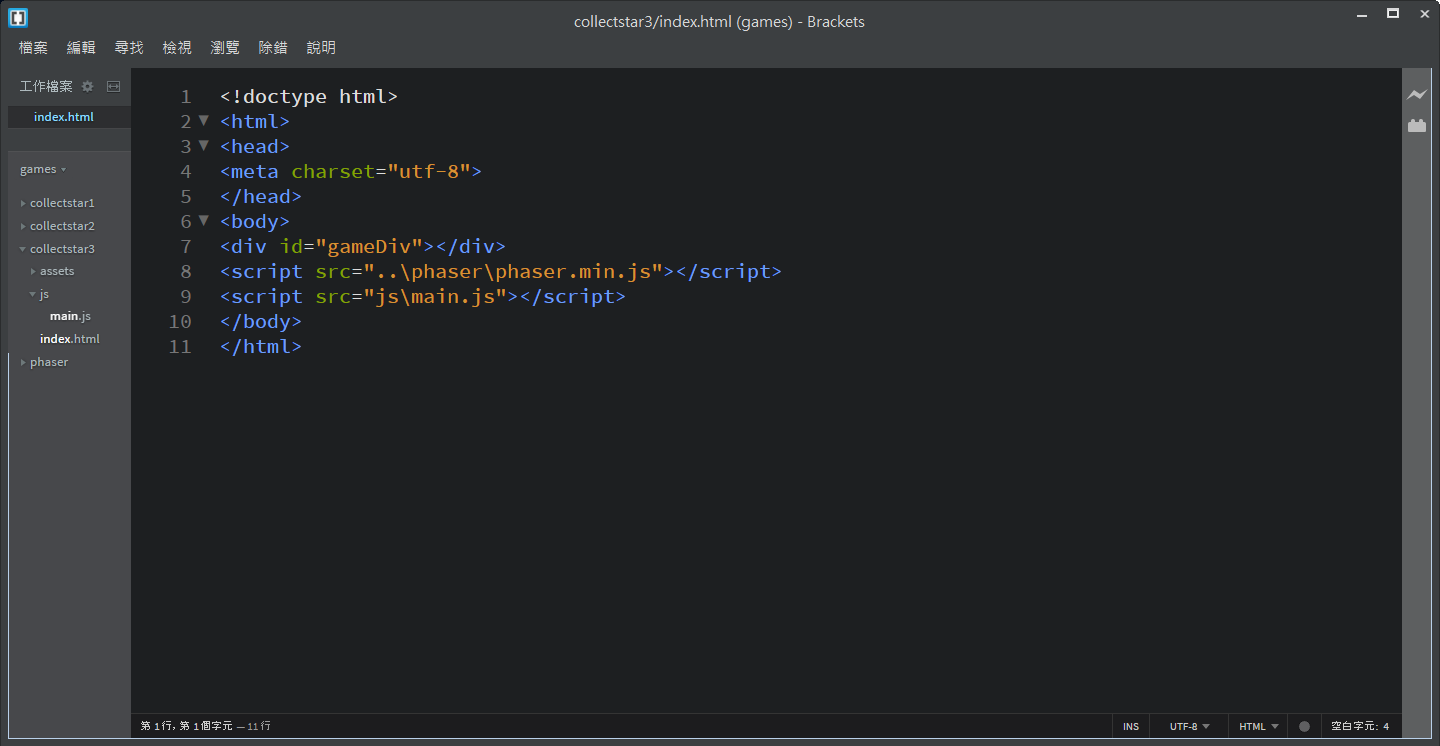 collectstar3/index.html (games) - Brackets
檔案 編輯 尋找 檢視 瀏覽 除錯 說明
工作檔案
index.html
games
collectstar1
collectstar2
collectstar3
assets
js
main.js
index.html
phaser
1 <!doctype html>
2 <html>
3 <head>
4 <meta charset="utf-8">
5 </head>
6 <body>
7 <div id="gameDiv"></div>
8 <script src="..\phaser\phaser.min.js"></script>
9 <script src="js\main.js"></script>
10 </body>
11 </html>
第 1 行, 第 1 個字元 — 11 行
INS UTF-8 HTML 空白字元: 4